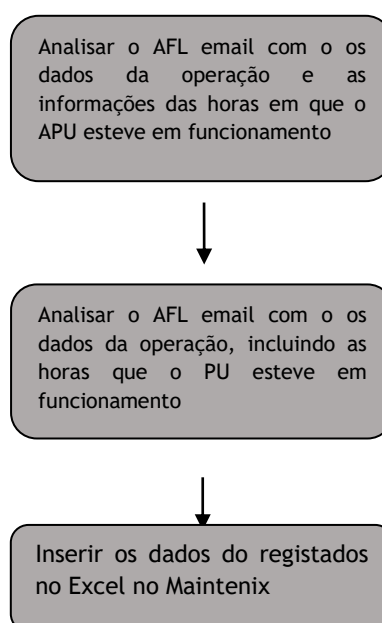 Analisar o AFL email com o os
dados da operação e as
informações das horas em que o
APU esteve em funcionamento
Analisar o AFL email com o os
dados da operação, incluindo as
horas que o PU esteve em
funcionamento
Inserir os dados do registados
no Excel no Maintenix